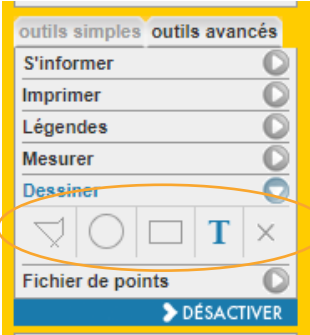 outils simples outils avancés
S'informer
Imprimer
Légendes
Mesurer
Dessiner
T
Fichier de points
DÉSACTIVER